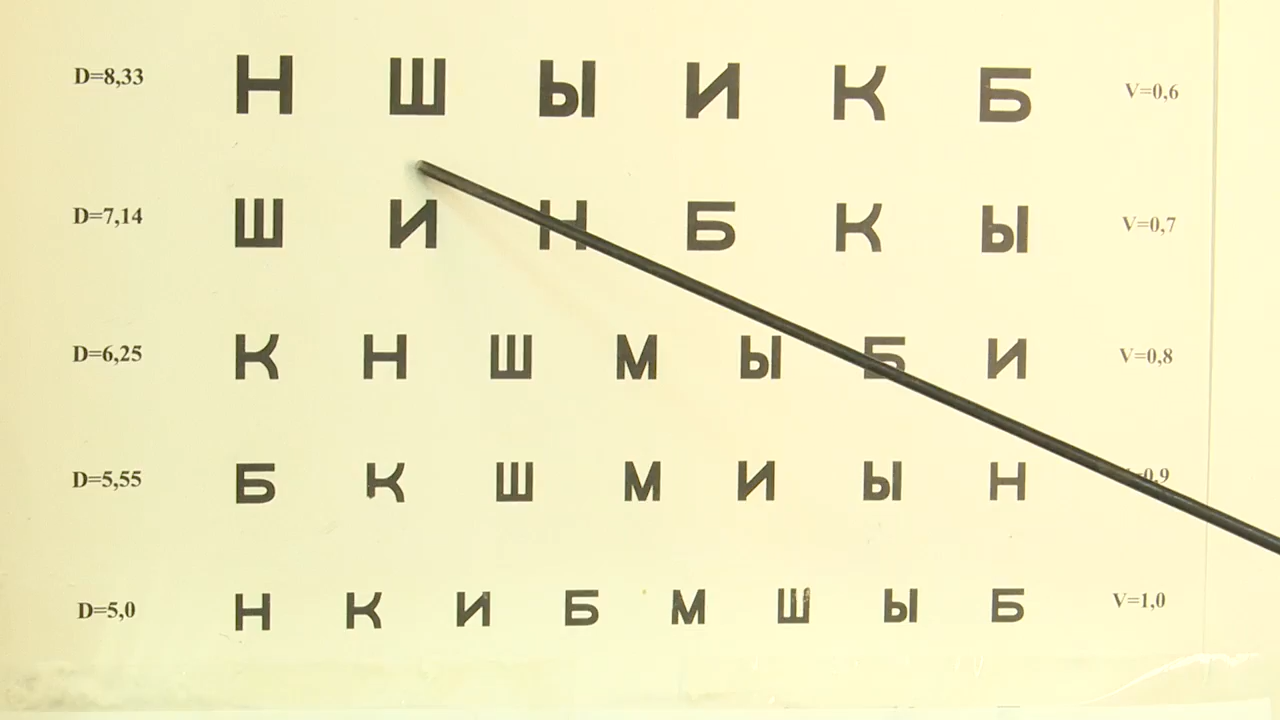 D=8,33 Н Ш Ы И К Б V=0,6
D=7,14 Ш И Н Б К Ы V=0,7
D=6,25 К Н Ш М Ы Б И V=0,8
D=5,55 Б К Ш М И Ы Н
D=5,0 Н К И Б М Ш Ы Б V=1,0